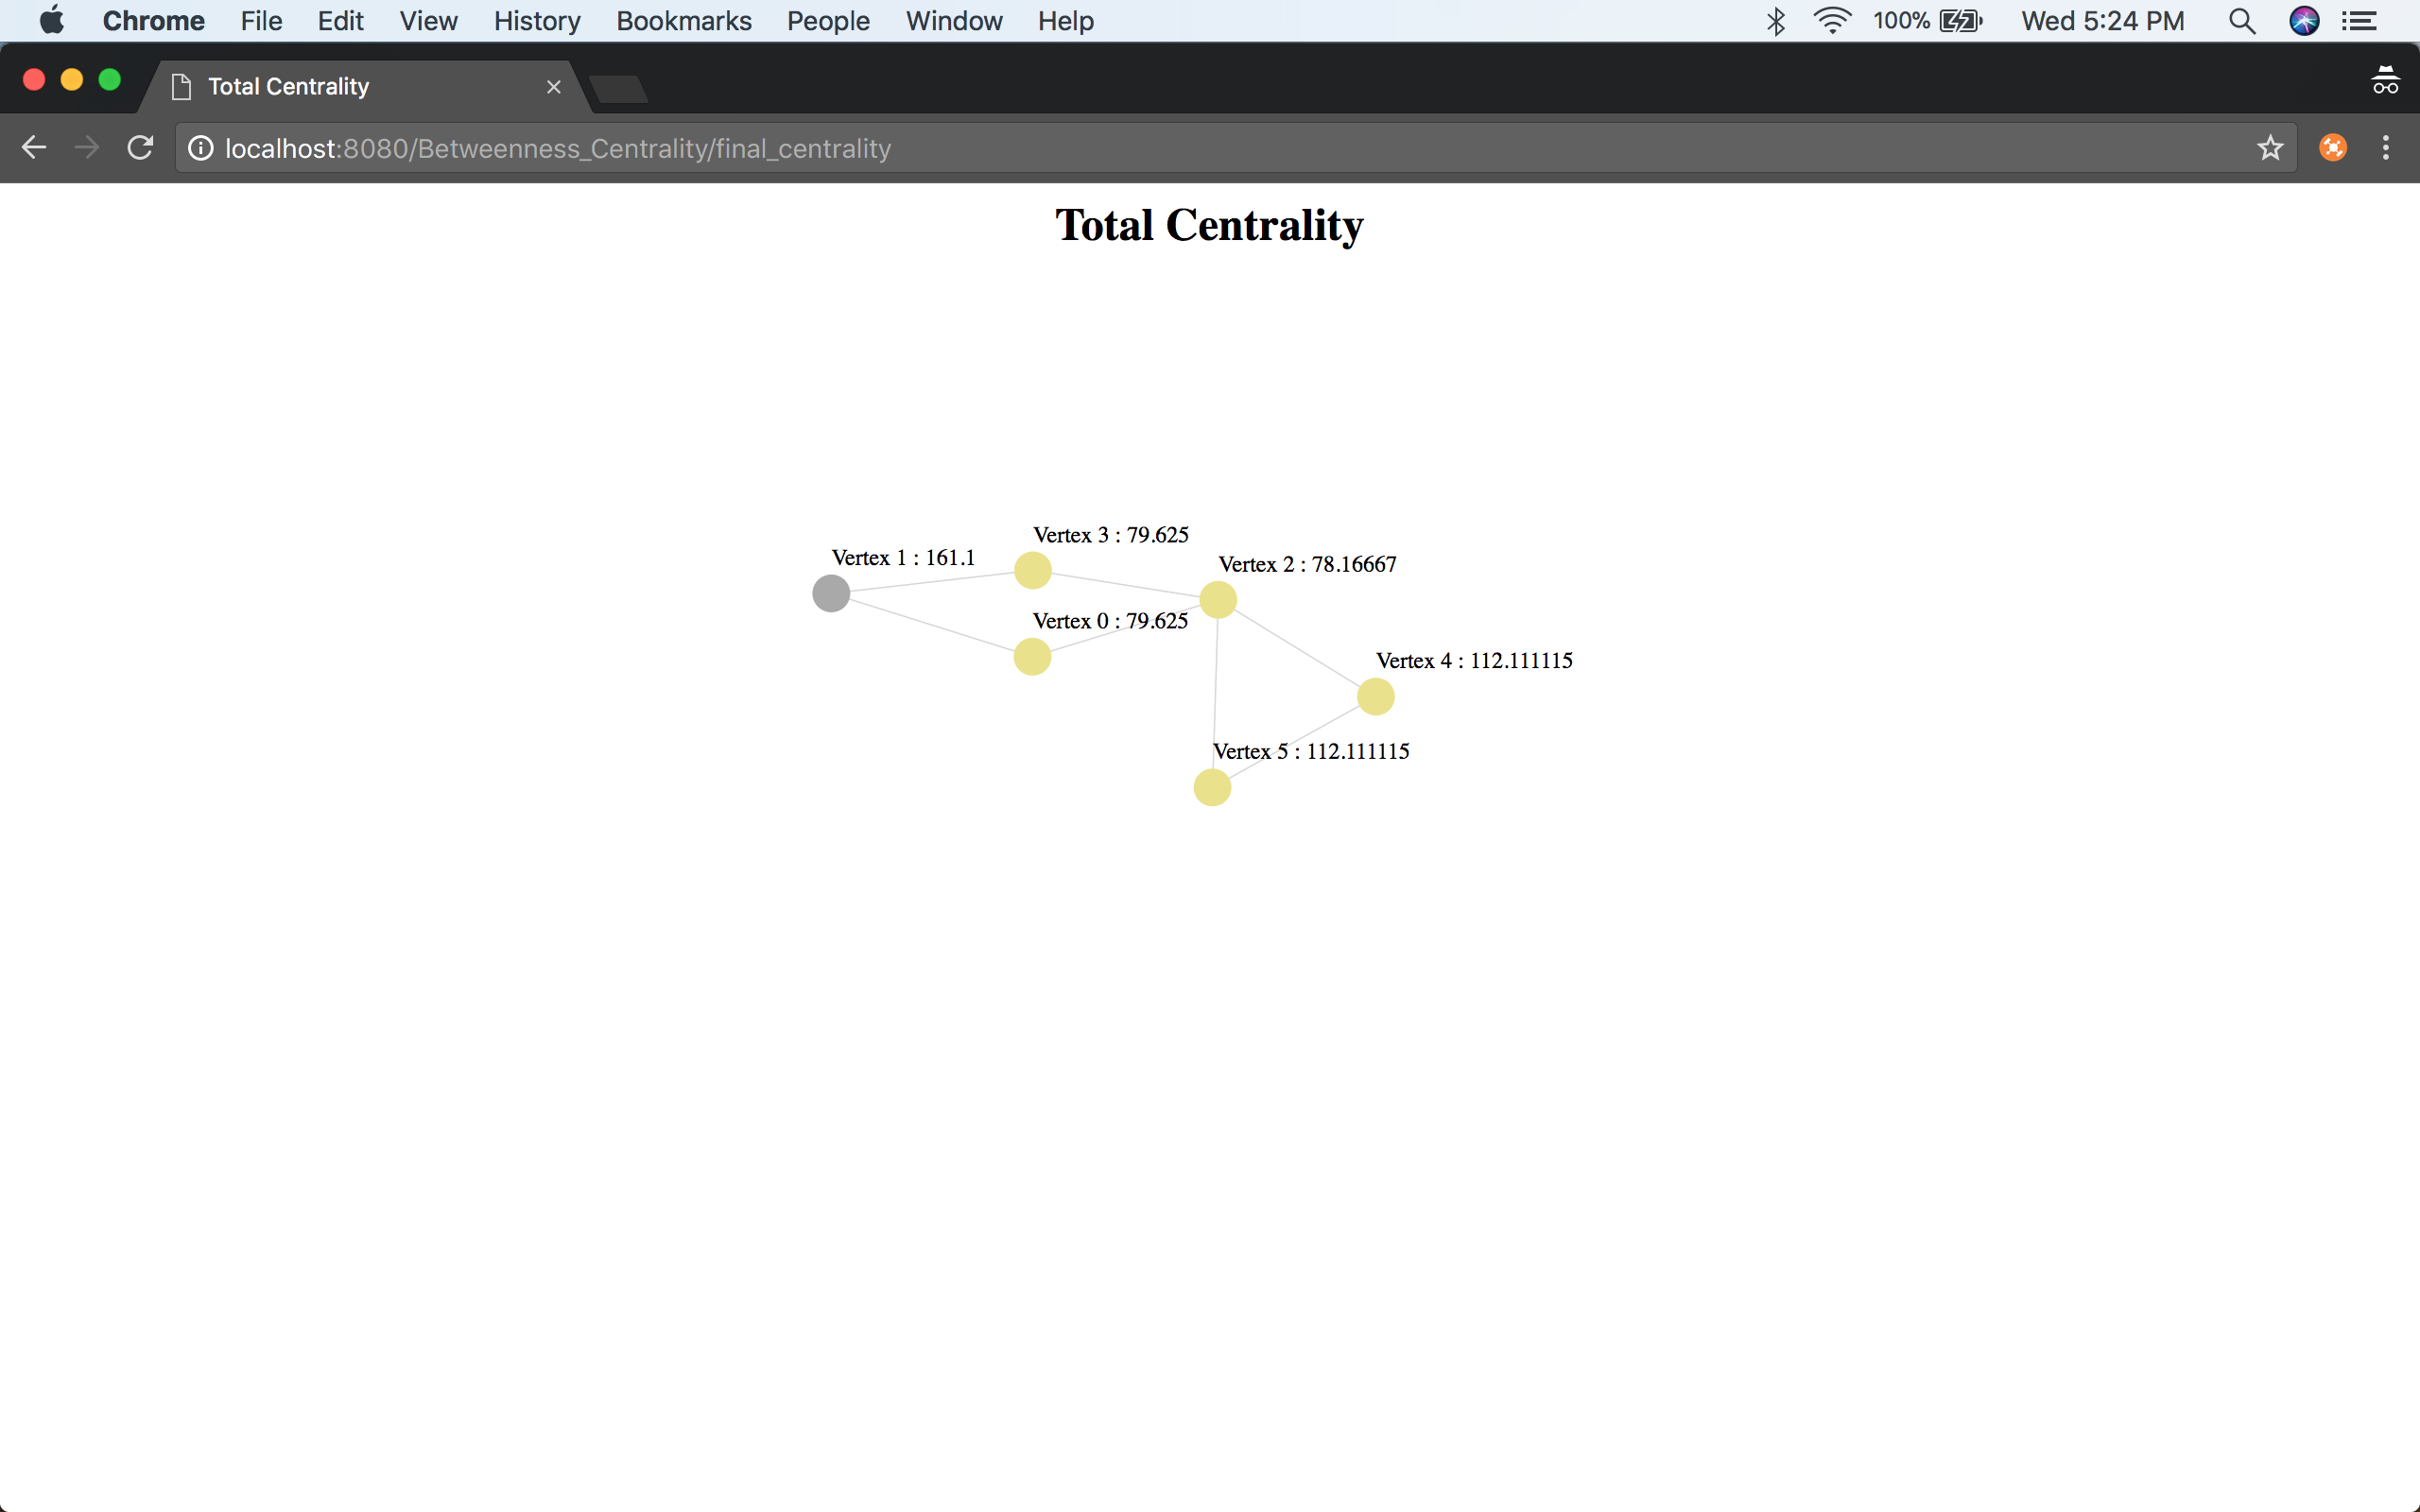 Chrome File Edit View History Bookmarks People Window Help 100% Wed 5:24 PM
Total Centrality
localhost:8080/Betweenness_Centrality/final_centrality
Total Centrality
Vertex 3 : 79.625
Vertex 1 : 161.1
Vertex 2 : 78.16667
Vertex 0 : 79.625
Vertex 4 : 112.111115
Vertex 5 : 112.111115